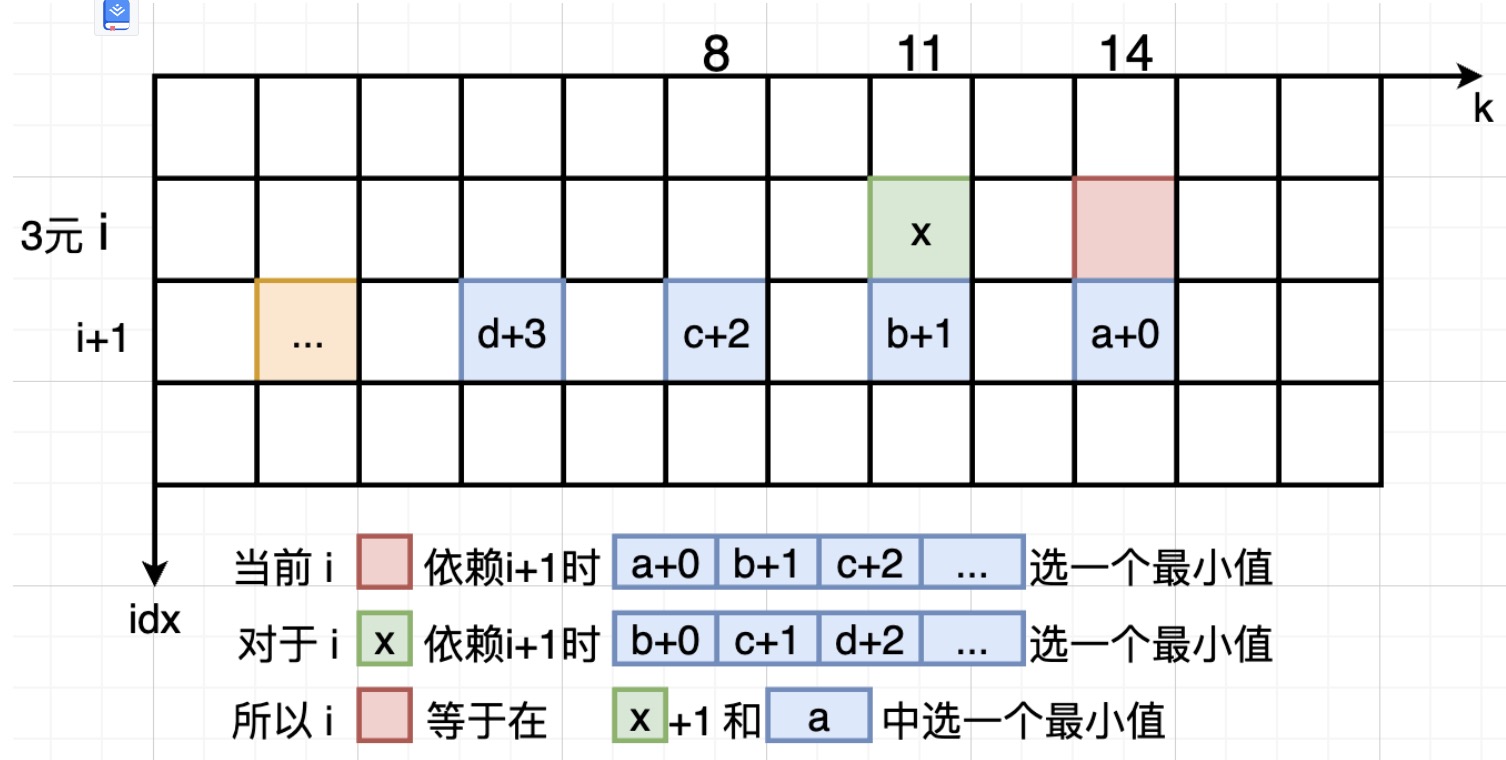 8 11 14
k
3元 i x
i+1 ... d+3 c+2 b+1 a+0
idx
当前 i 依赖i+1时 a+0 b+1 c+2 ... 选一个最小值
对于 i x 依赖i+1时 b+0 c+1 d+2 ... 选一个最小值
所以 i 等于在 x +1 和 a 中选一个最小值